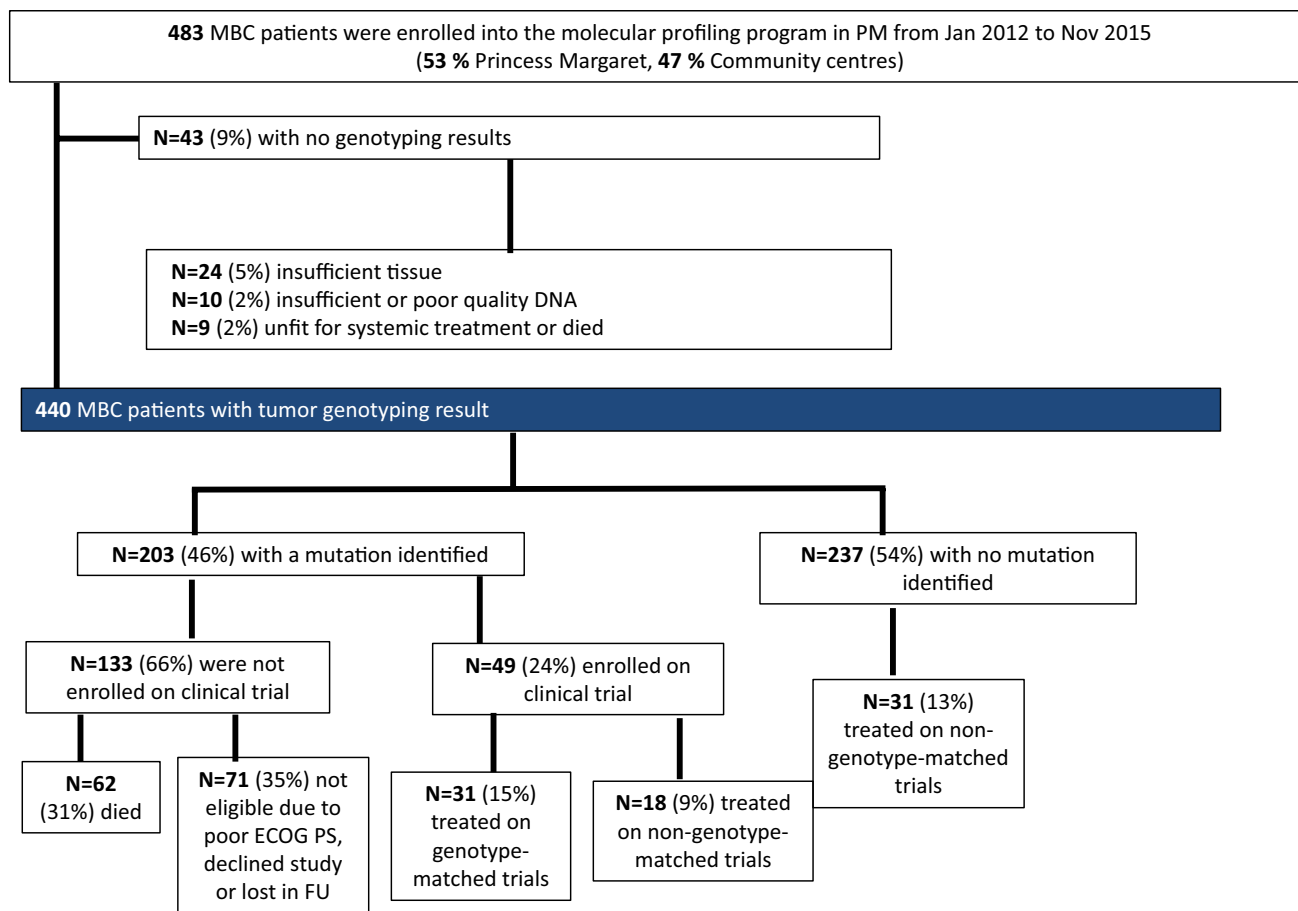 483 MBC patients were enrolled into the molecular profiling program in PM from Jan 2012 to Nov 2015
(53 % Princess Margaret, 47 % Community centres)
N=43 (9%) with no genotyping results
N=24 (5%) insufficient tissue
N=10 (2%) insufficient or poor quality DNA
N=9 (2%) unfit for systemic treatment or died
440 MBC patients with tumor genotyping result
N=203 (46%) with a mutation identified
N=237 (54%) with no mutation
identified
N=133 (66%) were not
enrolled on clinical trial
N=49 (24%) enrolled on
clinical trial
N=31 (13%)
treated on non-
genotype-matched
trials
N=62
(31%) died
N=71 (35%) not
eligible due to
poor ECOG PS,
declined study
or lost in FU
N=31 (15%)
treated on
genotype-
matched trials
N=18 (9%) treated
on non-genotype-
matched trials